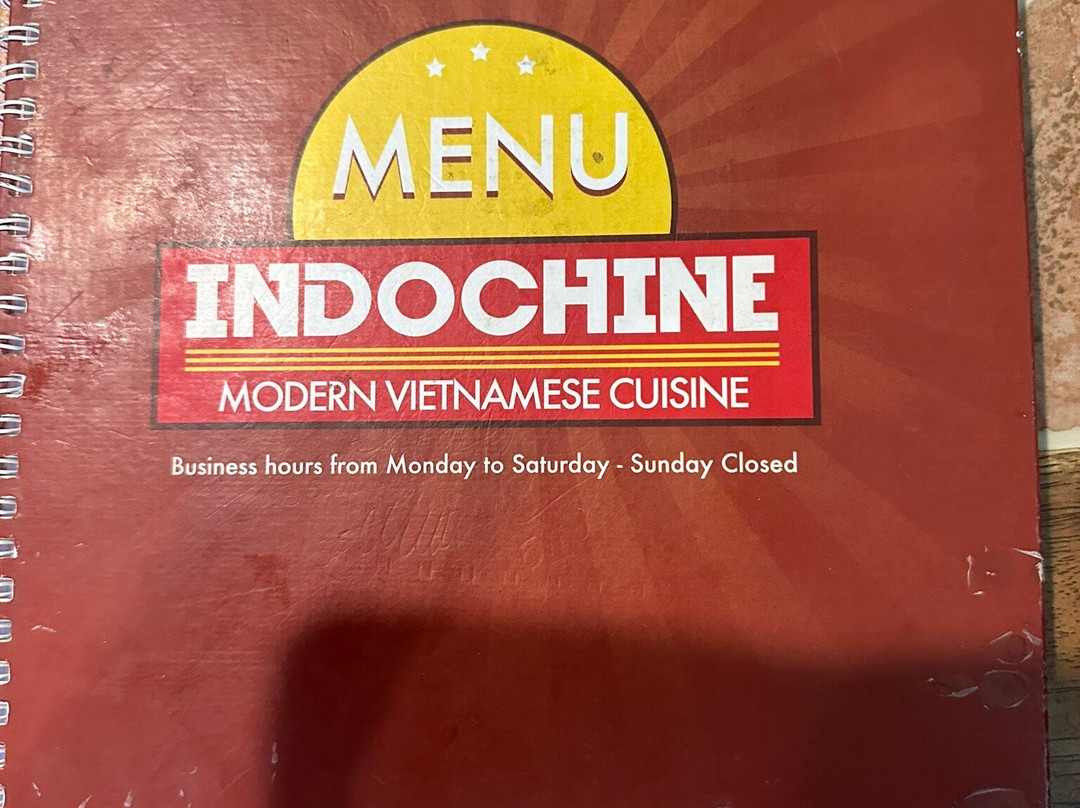 MENU
INDOCHINE
MODERN VIETNAMESE CUISINE
Business hours from Monday to Saturday - Sunday Closed